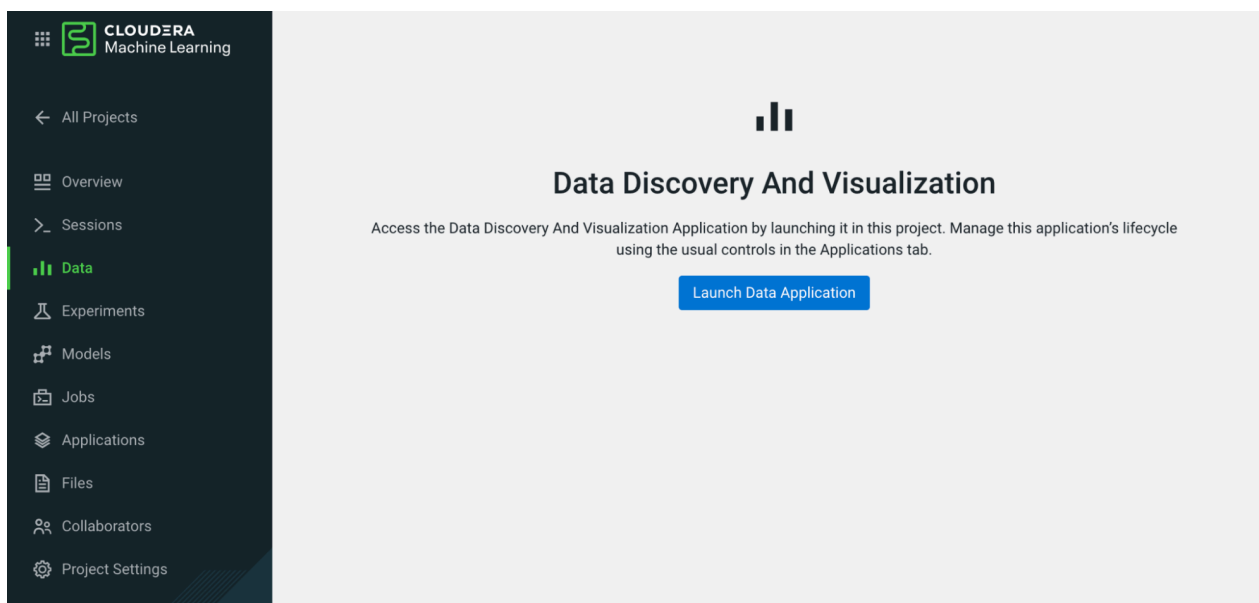 CLOUDERA
Machine Learning
All Projects
Overview
Sessions
Data
Experiments
Models
Jobs
Applications
Files
Collaborators
Project Settings
Data Discovery And Visualization
Access the Data Discovery And Visualization Application by launching it in this project. Manage this application's lifecycle
using the usual controls in the Applications tab.
Launch Data Application